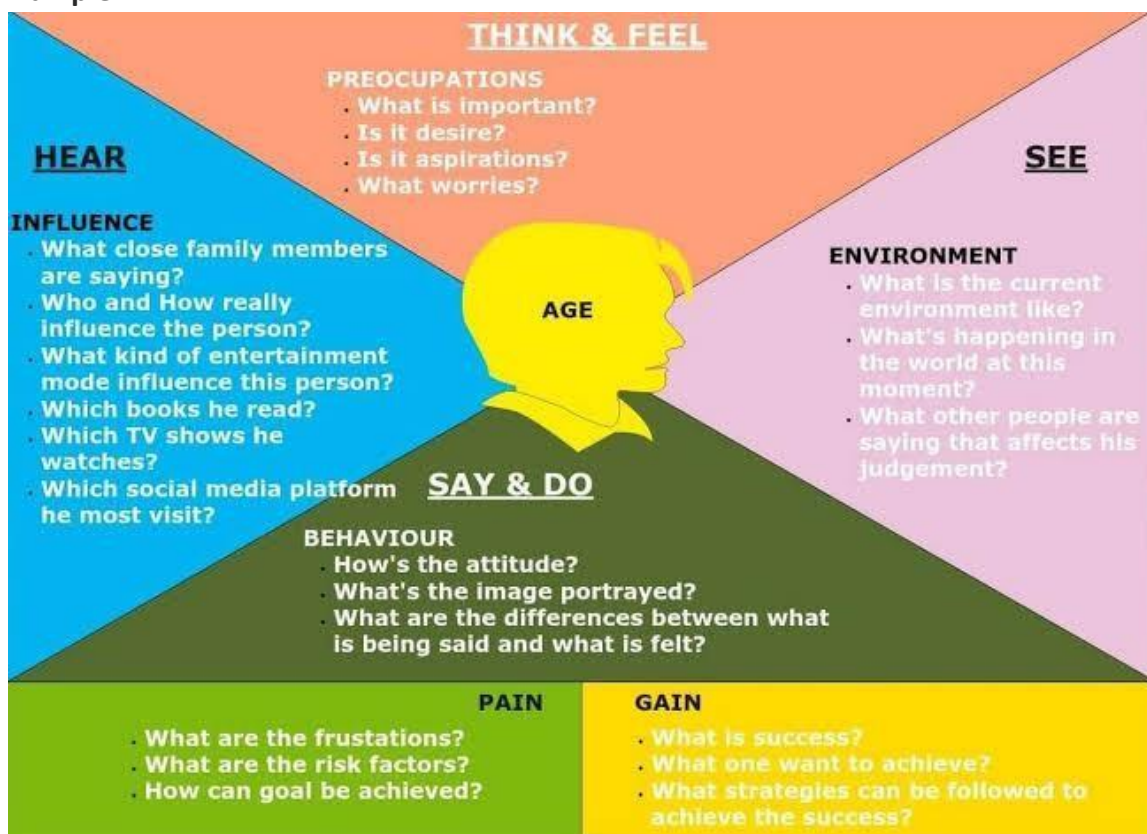 THINK & FEEL
PREOCUPATIONS
. What is important?
. Is it desire?
. Is it aspirations?
. What worries?
HEAR
INFLUENCE
. What close family members
are saying?
. Who and How really
influence the person?
. What kind of entertainment
mode influence this person?
. Which books he read?
. Which TV shows he
watches?
. Which social media platform
he most visit?
AGE
SEE
ENVIRONMENT
. What is the current
environment like?
. What's happening in
the world at this
moment?
. What other people are
saying that affects his
judgement?
SAY & DO
BEHAVIOUR
. How's the attitude?
. What's the image portrayed?
. What are the differences between what
is being said and what is felt?
PAIN
. What are the frustations?
. What are the risk factors?
. How can goal be achieved?
GAIN
. What is success?
. What one want to achieve?
. What strategies can be followed to
achieve the success?